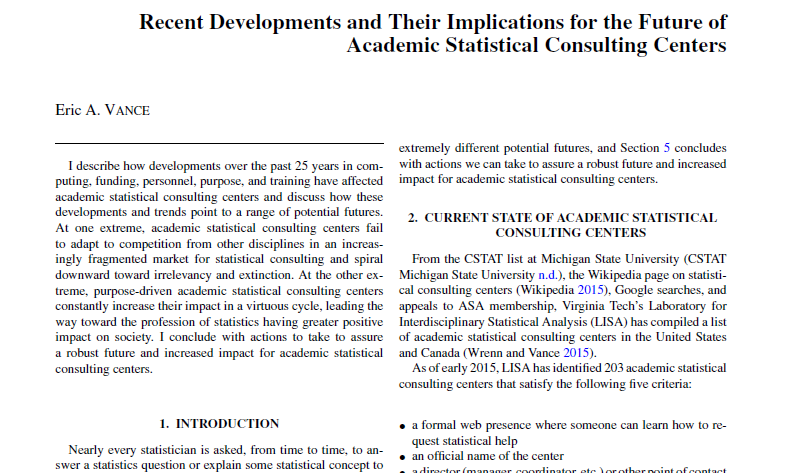 Recent Developments and Their Implications for the Future of
Academic Statistical Consulting Centers
Eric A. VANCE
I describe how developments over the past 25 years in com-
puting, funding, personnel, purpose, and training have affected
academic statistical consulting centers and discuss how these
developments and trends point to a range of potential futures.
At one extreme, academic statistical consulting centers fail
to adapt to competition from other disciplines in an increas-
ingly fragmented market for statistical consulting and spiral
downward toward irrelevancy and extinction. At the other ex-
treme, purpose-driven academic statistical consulting centers
constantly increase their impact in a virtuous cycle, leading the
way toward the profession of statistics having greater positive
impact on society. I conclude with actions to take to assure
a robust future and increased impact for academic statistical
consulting centers.
1. INTRODUCTION
Nearly every statistician is asked, from time to time, to an-
swer a statistics question or explain some statistical concept to
extremely different potential futures, and Section 5 concludes
with actions we can take to assure a robust future and increased
impact for academic statistical consulting centers.
2. CURRENT STATE OF ACADEMIC STATISTICAL
CONSULTING CENTERS
From the CSTAT list at Michigan State University (CSTAT
Michigan State University n.d.), the Wikipedia page on statisti-
cal consulting centers (Wikipedia 2015), Google searches, and
appeals to ASA membership, Virginia Tech's Laboratory for
Interdisciplinary Statistical Analysis (LISA) has compiled a list
of academic statistical consulting centers in the United States
and Canada (Wrenn and Vance 2015).
As of early 2015, LISA has identified 203 academic statistical
consulting centers that satisfy the following five criteria:
• a formal web presence where someone can learn how to re-
quest statistical help
• an official name of the center
• a director (manager, coordinator, etc.) or other point of contact